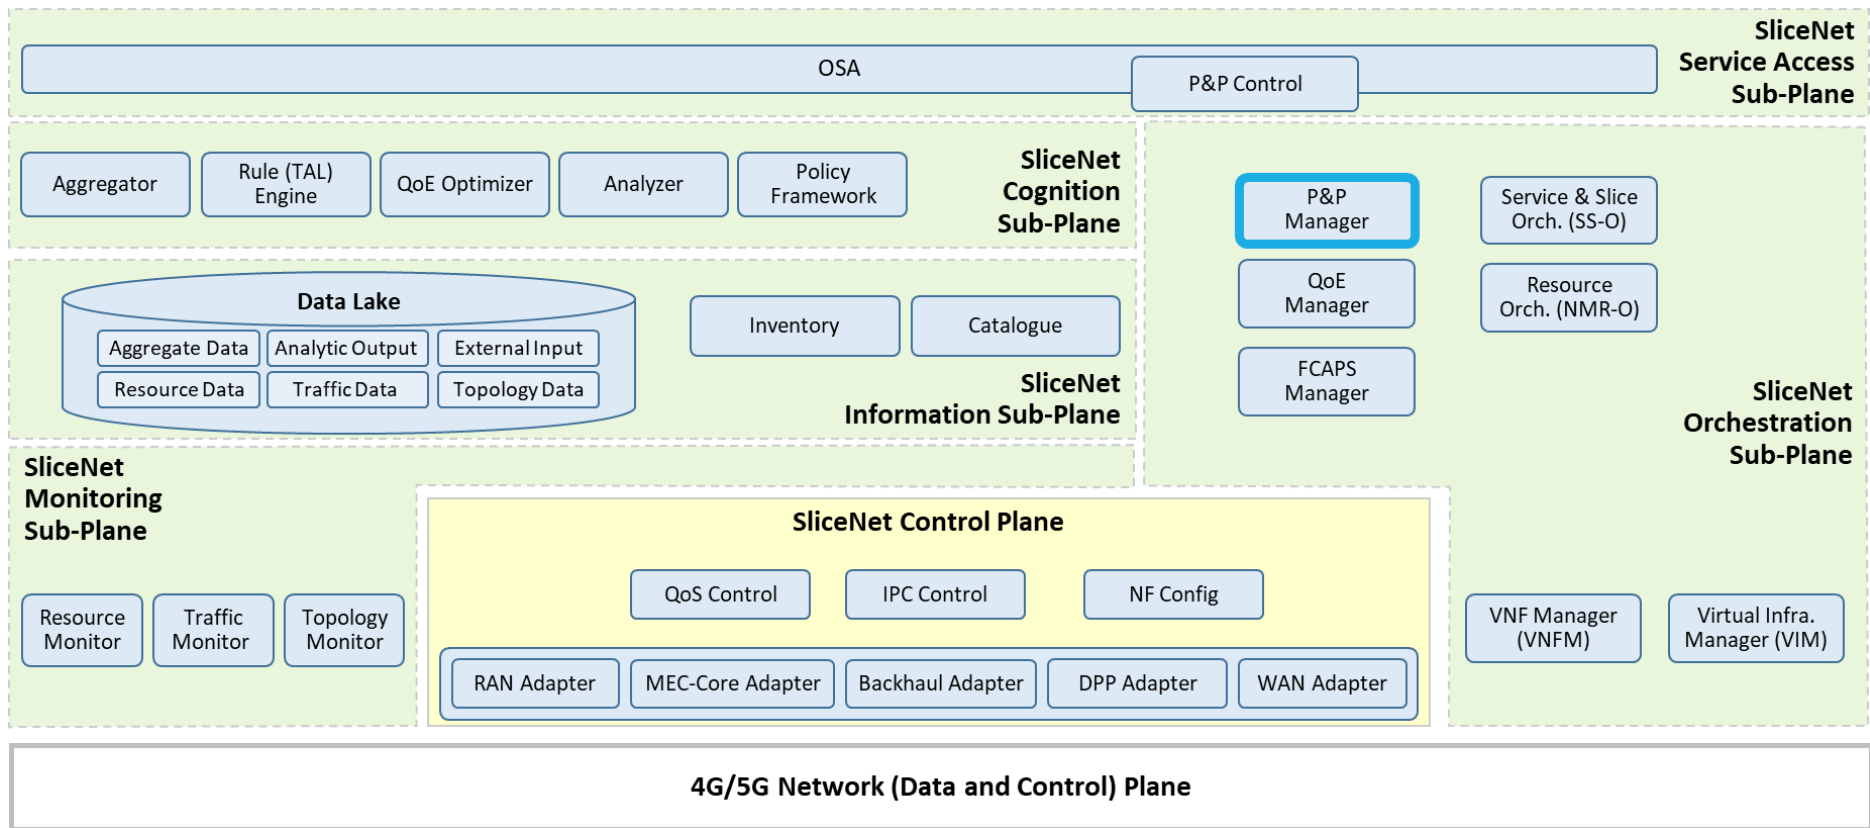 SliceNet
Service Access
Sub-Plane
OSA
P&P Control
Aggregator
Rule (TAL)
Engine
QoE Optimizer
Analyzer
Policy
Framework
SliceNet
Cognition
Sub-Plane
P&P
Manager
Service & Slice
Orch. (SS-O)
QoE
Manager
Resource
Orch. (NMR-O)
FCAPS
Manager
SliceNet
Orchestration
Sub-Plane
Data Lake
Aggregate Data
Analytic Output
External Input
Resource Data
Traffic Data
Topology Data
Inventory
Catalogue
SliceNet
Information Sub-Plane
SliceNet
Monitoring
Sub-Plane
Resource
Monitor
Traffic
Monitor
Topology
Monitor
SliceNet Control Plane
QoS Control
IPC Control
NF Config
RAN Adapter
MEC-Core Adapter
Backhaul Adapter
DPP Adapter
WAN Adapter
VNF Manager
(VNFM)
Virtual Infra.
Manager (VIM)
4G/5G Network (Data and Control) Plane